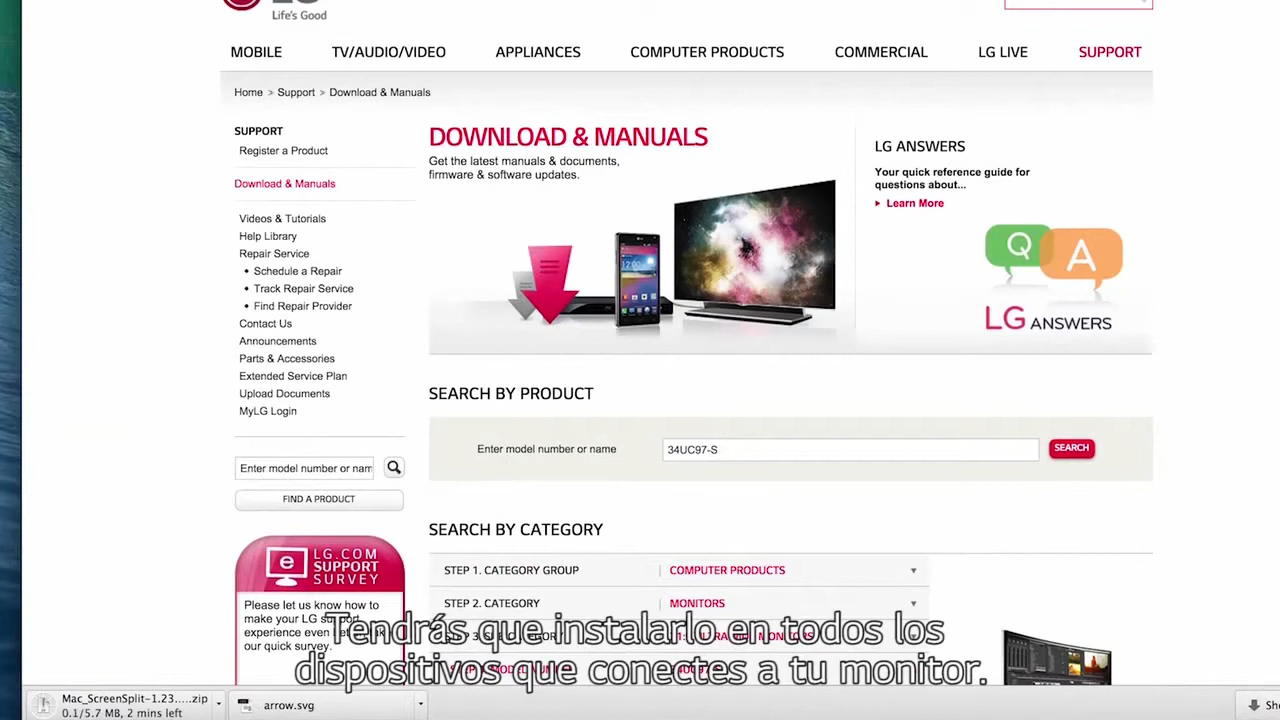 Life's Good
MOBILE TV/AUDIO/VIDEO APPLIANCES COMPUTER PRODUCTS COMMERCIAL LG LIVE SUPPORT
Home > Support > Download & Manuals
SUPPORT
Register a Product
Download & Manuals
Videos & Tutorials
Help Library
Repair Service
• Schedule a Repair
• Track Repair Service
• Find Repair Provider
Contact Us
Announcements
Parts & Accessories
Extended Service Plan
Upload Documents
MyLG Login
Enter model number or nam
FIND A PRODUCT
LG.COM
SUPPORT
SURVEY
Please let us know how to
make your LG
experience even
our quick survey.
DOWNLOAD & MANUALS
Get the latest manuals & documents,
firmware & software updates.
12:00
LG ANSWERS
Your quick reference guide for
questions about...
Learn More
Q A
LG ANSWERS
SEARCH BY PRODUCT
Enter model number or name 34UC97-S SEARCH
SEARCH BY CATEGORY
STEP 1. CATEGORY GROUP | COMPUTER PRODUCTS
STEP 2. CATEGORY | MONITORS
Tendrás que instalarlo en todos los
dispositivos que conectes a tu monitor.
Mac_ScreenSplit-1.23.....zip
0.1/5.7 MB, 2 mins left
arrow.svg
Sho